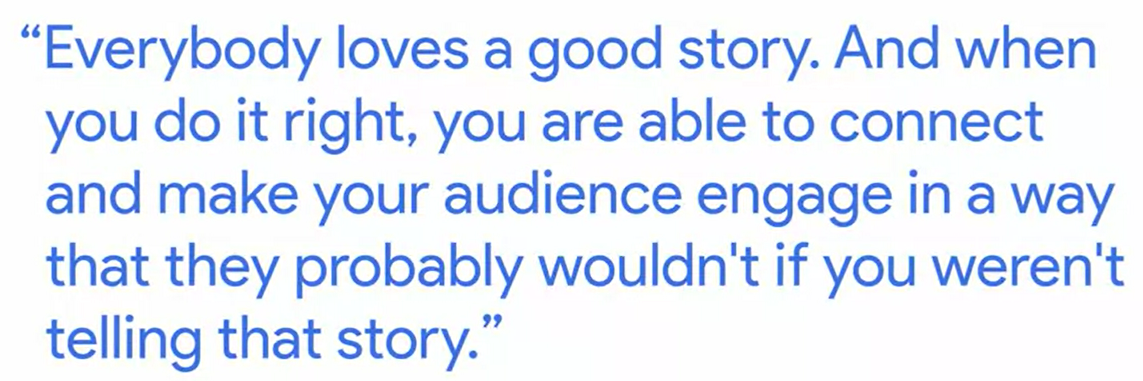 “Everybody loves a good story. And when
you do it right, you are able to connect
and make your audience engage in a way
that they probably wouldn't if you weren't
telling that story.”